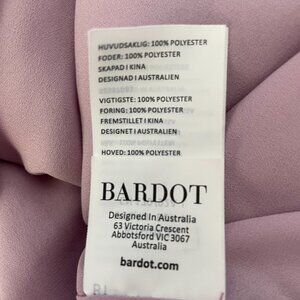 HUVUDSAKLIG: 100% POLYESTER
FODER: 100% POLYESTER
SKAPAD I KINA
DESIGNAD I AUSTRALIEN
VIGTIGSTE: 100% POLYESTER
FORING: 100% POLYESTER
FREMSTILLET I KINA
DESIGNET I AUSTRALIEN
HOVED: 100% POLYESTER
BARDOT
Designed In Australia
63 Victoria Crescent
Abbotsford VIC 3067
Australia
bardot.com